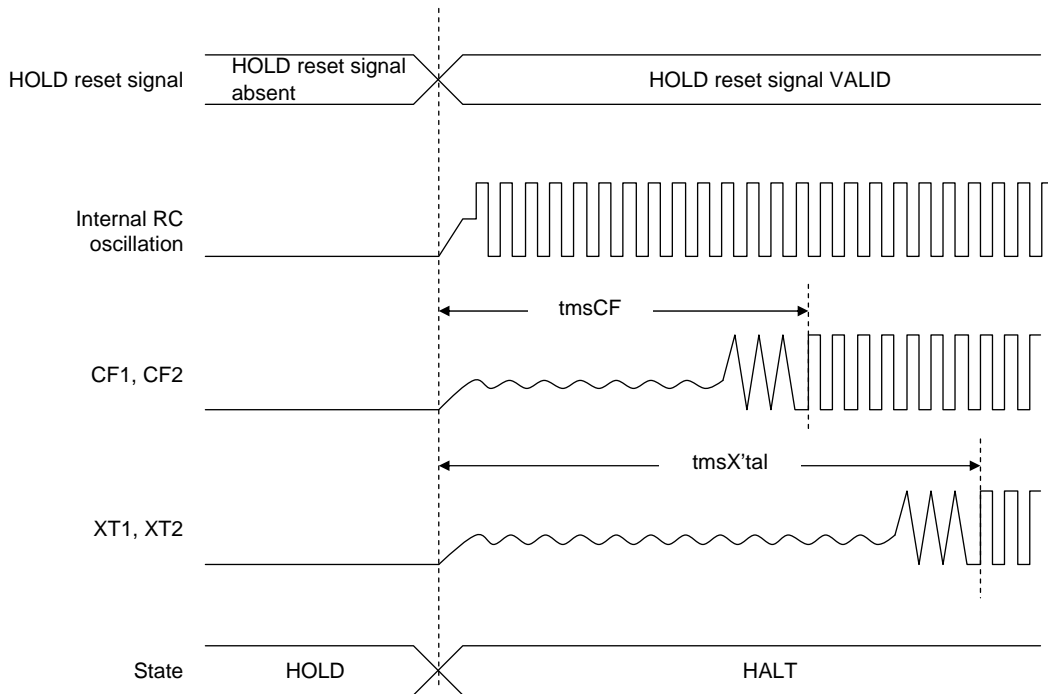 HOLD reset signal
HOLD reset signal
absent
HOLD reset signal VALID
Internal RC
oscillation
tmsCF
CF1, CF2
tmsX’tal
XT1, XT2
State
HOLD
HALT